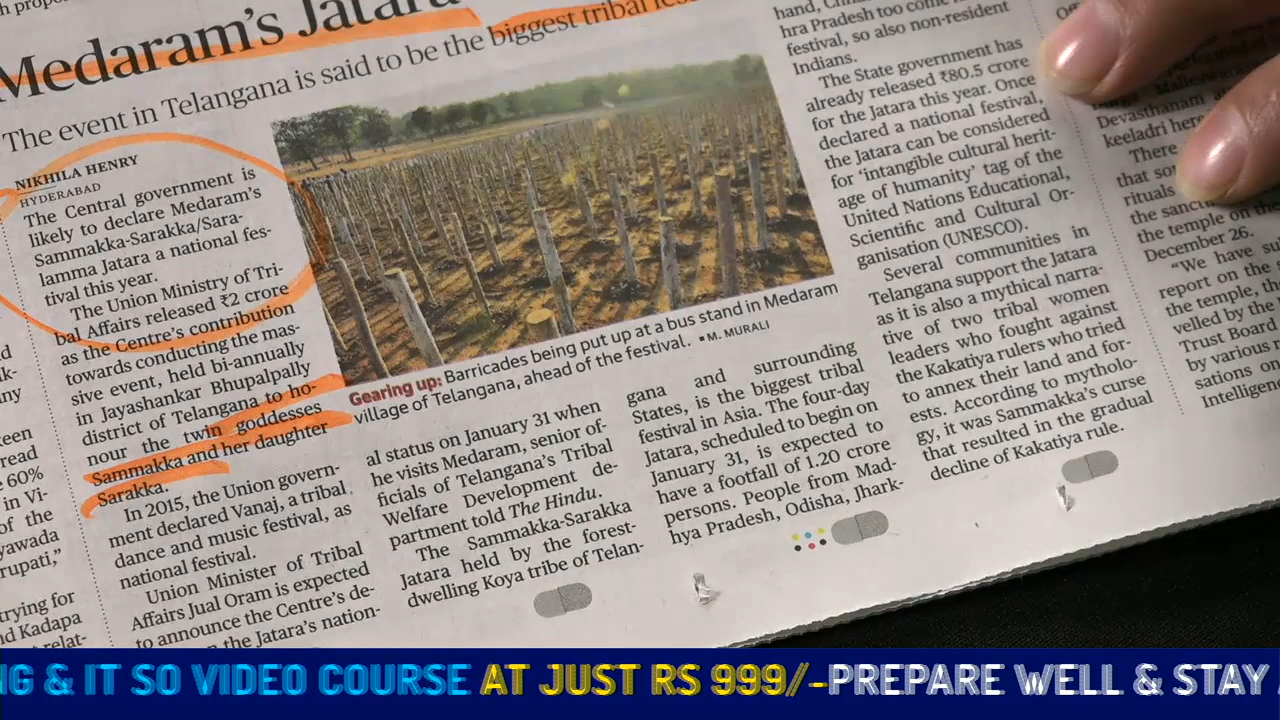 Medaram's Jatara
The event in Telangana is said to be the biggest tribal
NIKHILA HENRY
HYDERABAD
The Central government is
likely to declare Medaram's
Sammakka-Sarakka/Sara-
lamma Jatara a national fes-
tival this year.
The Union Ministry of Tri-
bal Affairs released ₹2 crore
as the Centre's contribution
towards conducting the mas-
sive event, held bi-annually
in Jayashankar Bhupalpally
district of Telangana to ho-
nour the twin goddesses
Sammakka and her daughter
Sarakka.
In 2015, the Union govern-
ment declared Vanaj, a tribal
dance and music festival, as
national festival.
Union Minister of Tribal
Affairs Jual Oram is expected
to announce the Centre's de-
on the Jatara's nation-
Gearing up: Barricades being put up at a bus stand in Medaram
village of Telangana, ahead of the festival. ▪ M. MURALI
al status on January 31 when
he visits Medaram, senior of-
ficials of Telangana's Tribal
Welfare Development de-
partment told The Hindu.
The Sammakka-Sarakka
Jatara held by the forest-
dwelling Koya tribe of Telan-
gana and surrounding
States, is the biggest tribal
festival in Asia. The four-day
Jatara, scheduled to begin on
January 31, is expected to
have a footfall of 1.20 crore
persons. People from Mad-
hya Pradesh, Odisha, Jhark-
hra Pradesh too come
festival, so also non-resident
Indians.
The State government has
already released ₹80.5 crore
for the Jatara this year. Once
declared a national festival,
the Jatara can be considered
for 'intangible cultural herit-
age of humanity' tag of the
United Nations Educational,
Scientific and Cultural Or-
ganisation (UNESCO).
Several communities in
Telangana support the Jatara
as it is also a mythical narra-
tive of two tribal women
leaders who fought against
the Kakatiya rulers who tried
to annex their land and for-
ests. According to mytholo-
gy, it was Sammakka's curse
that resulted in the gradual
decline of Kakatiya rule.
Devasthanam
keeladri here
There
that
rituals
the
the temple on
December 26.
"We have
report on the
the temple, th
velled by the
Trust Board
by various
sations on
Intelligenc
60%
in Vi-
of the
yawada
rupati,"
trying for
nd Kadapa
relat-
G & IT SO VIDEO COURSE AT JUST RS 999/-PREPARE WELL & STAY